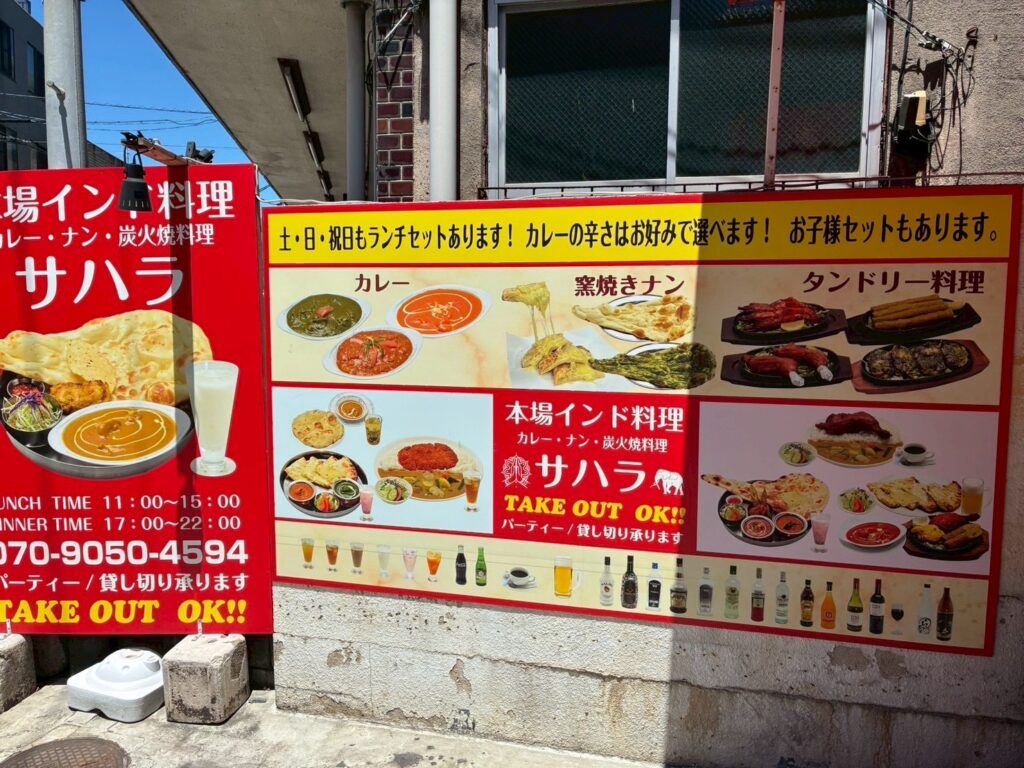 本場インド料理
カレー・ナン・炭火焼料理
サハラ
LUNCH TIME 11:00〜15:00
DINNER TIME 17:00〜22:00
070-9050-4594
パーティー/貸し切り承ります
TAKE OUT OK!!
土・日・祝日もランチセットあります! カレーの辛さはお好みで選べます! お子様セットもあります。
カレー
窯焼きナン
タンドリー料理
本場インド料理
カレー・ナン・炭火焼料理
サハラ
TAKE OUT OK!!
パーティー/貸し切り承ります